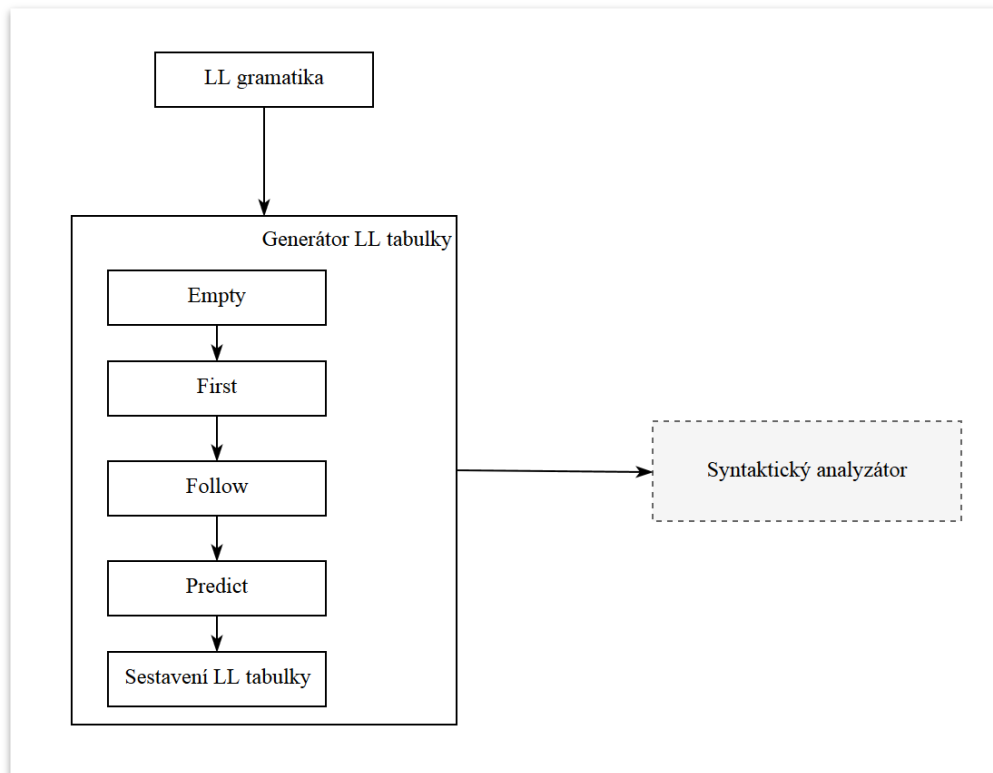 LL gramatika
Generátor LL tabulky
Empty
First
Follow
Predict
Sestavení LL tabulky
Syntaktický analyzátor